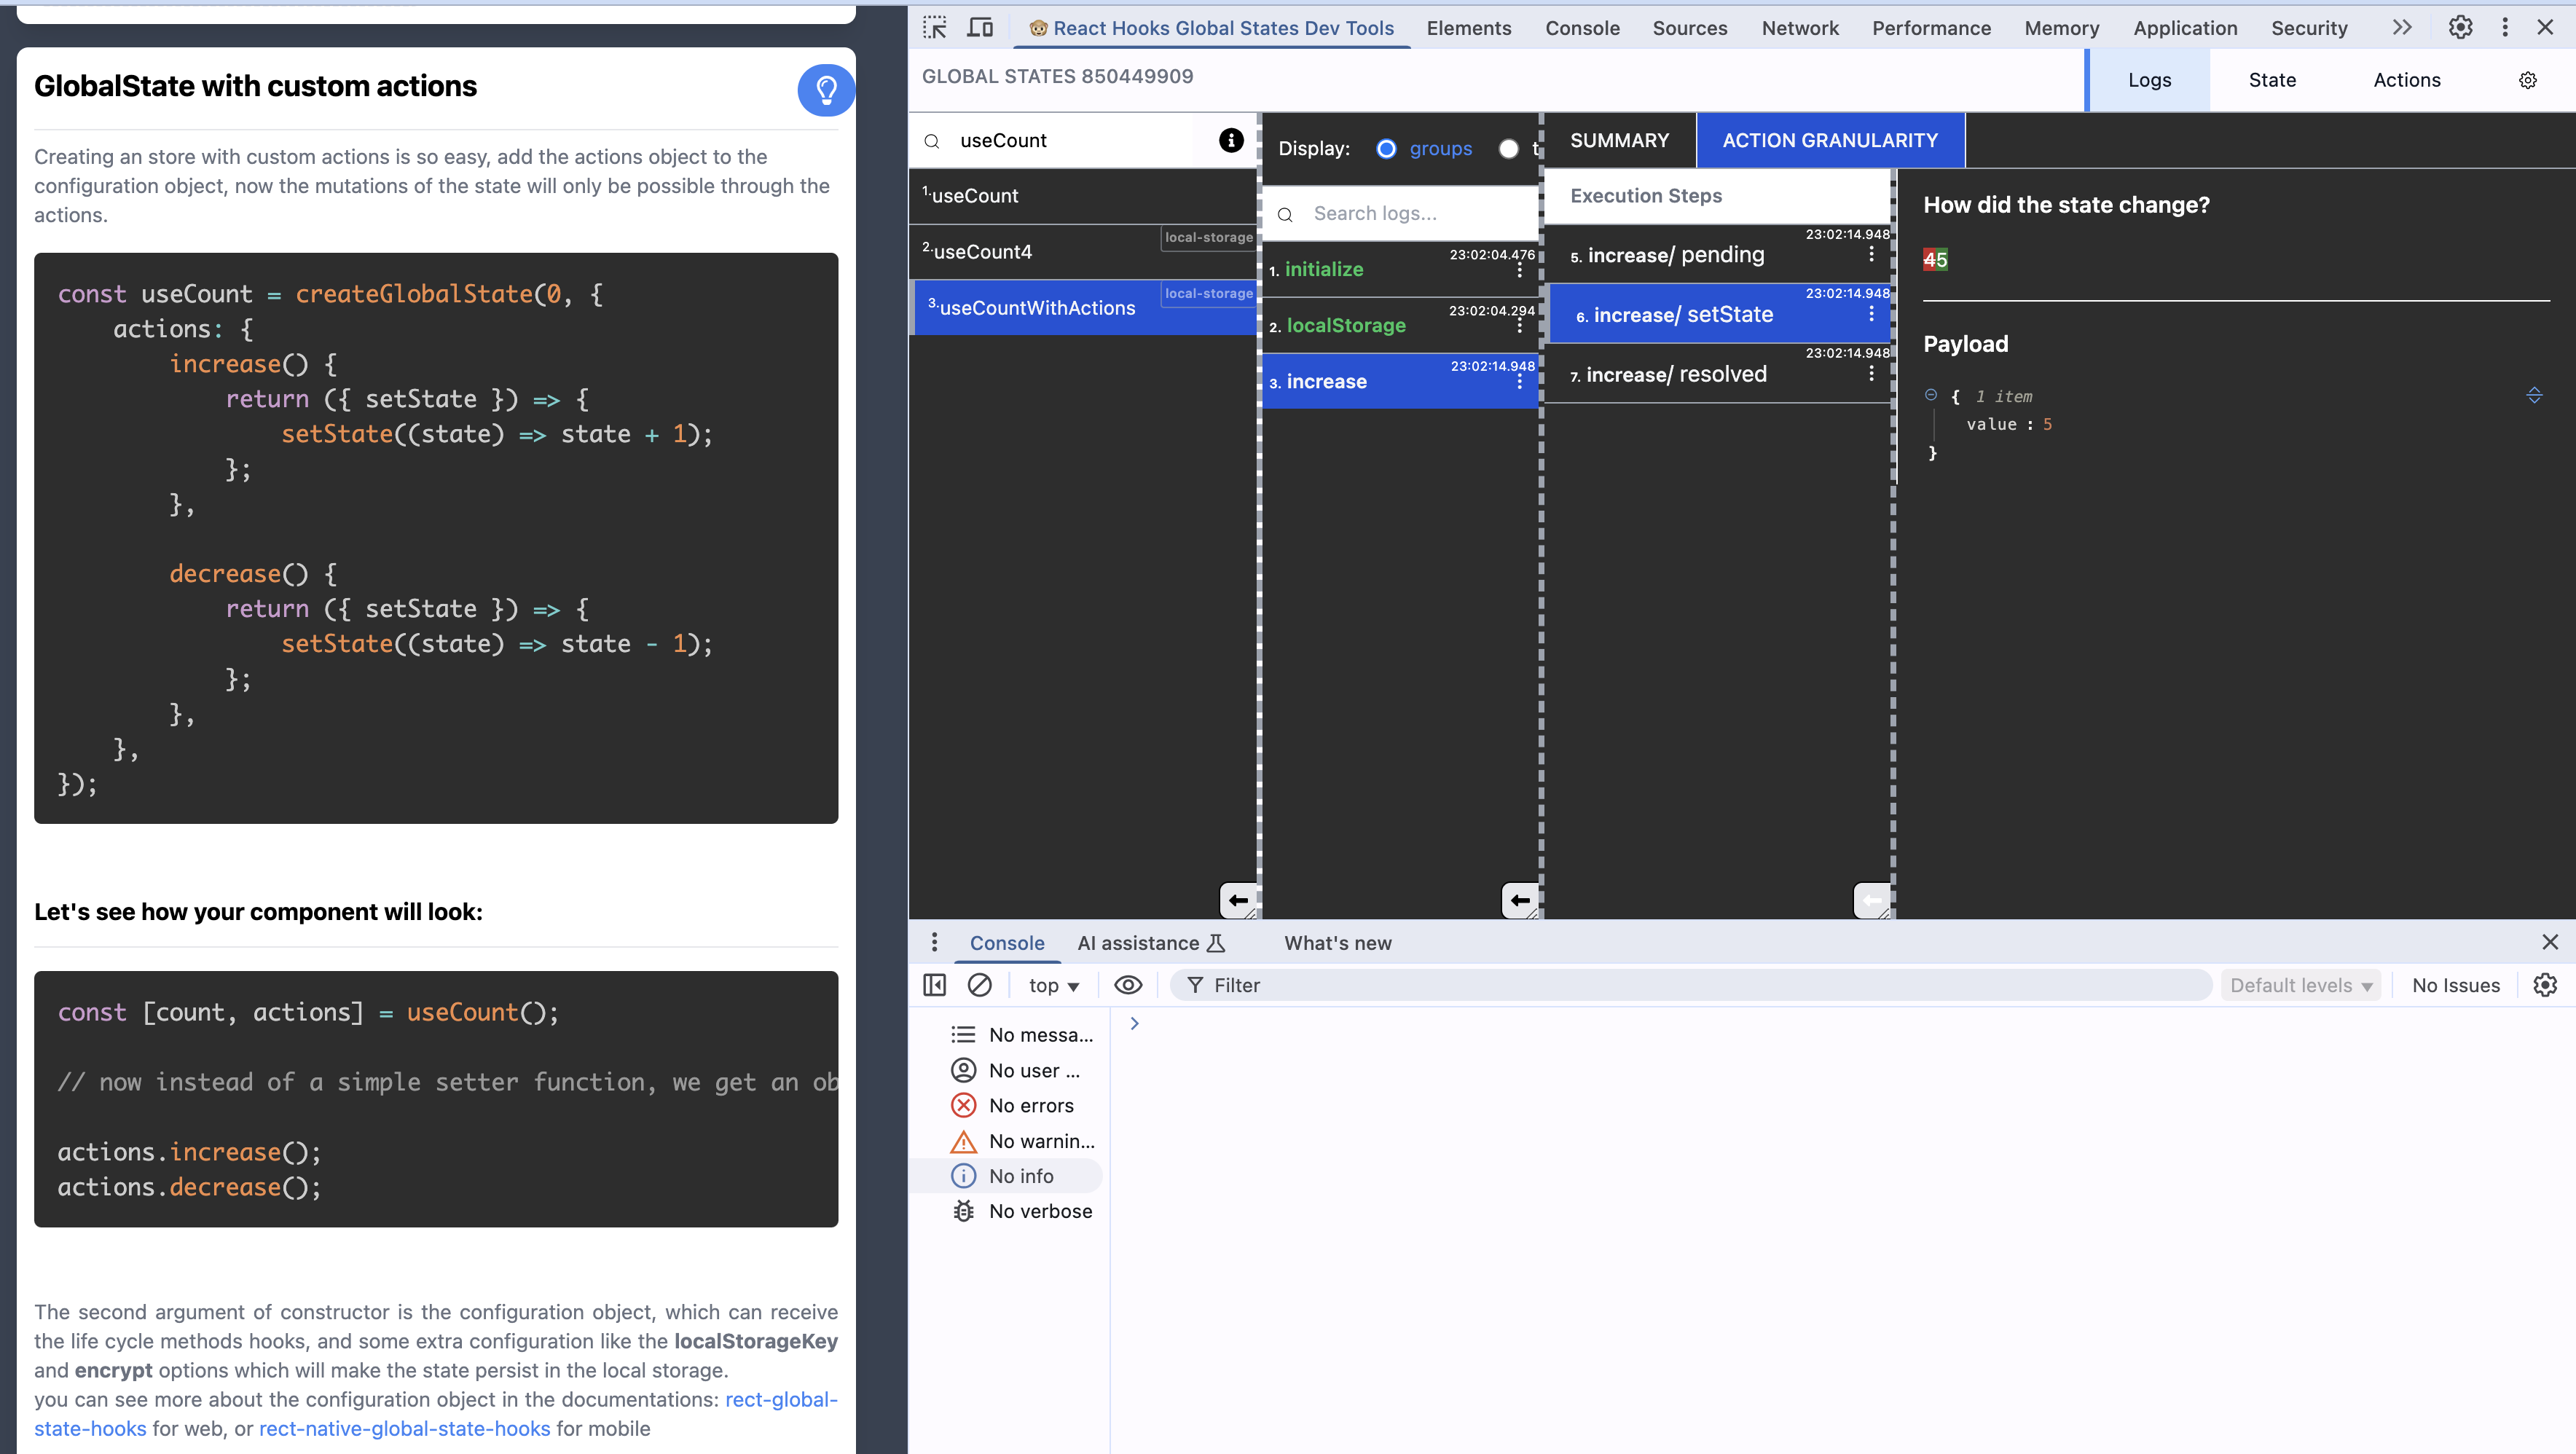 GlobalState with custom actions
Creating an store with custom actions is so easy, add the actions object to the
configuration object, now the mutations of the state will only be possible through the
actions.
const useCount = createGlobalState(0, {
actions: {
increase() {
return ({ setState }) => {
setState((state) => state + 1);
};
},
decrease() {
return ({ setState }) => {
setState((state) => state - 1);
};
},
},
});
Let's see how your component will look:
const [count, actions] = useCount();
// now instead of a simple setter function, we get an ob
actions.increase();
actions.decrease();
The second argument of constructor is the configuration object, which can receive
the life cycle methods hooks, and some extra configuration like the localStorageKey
and encrypt options which will make the state persist in the local storage.
you can see more about the configuration object in the documentations: rect-global-
state-hooks for web, or rect-native-global-state-hooks for mobile
React Hooks Global States Dev Tools Elements Console Sources Network Performance Memory Application Security
GLOBAL STATES 850449909
Logs State Actions
useCount
1.useCount
2.useCount4 local-storage
3.useCountWithActions local-storage
Display: groups t
Search logs...
1. initialize 23:02:04.476
2. localStorage 23:02:04.294
3. increase 23:02:14.948
SUMMARY ACTION GRANULARITY
Execution Steps
5. increase/ pending 23:02:14.948
6. increase/ setState 23:02:14.948
7. increase/ resolved 23:02:14.948
How did the state change?
45
Payload
{ 1 item
value : 5
}
Console AI assistance What's new
top Filter Default levels No Issues
No messa...
No user ...
No errors
No warnin...
No info
No verbose